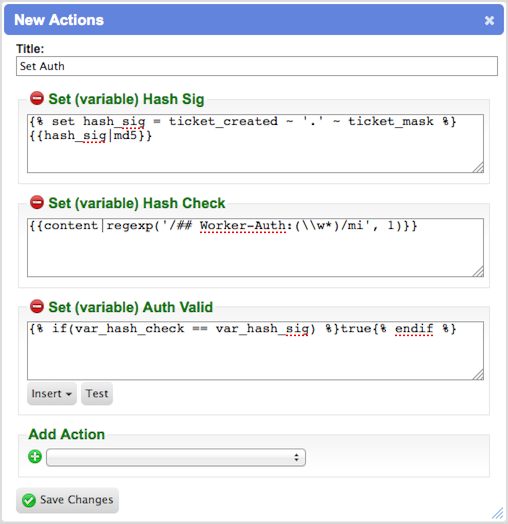 New Actions
Title:
Set Auth
Set (variable) Hash Sig
{% set hash_sig = ticket_created ~ '.' ~ ticket_mask %}
{{hash_sig|md5}}
Set (variable) Hash Check
{{content|regexp('/## Worker-Auth:(\\w*)/mi', 1)}}
Set (variable) Auth Valid
{% if(var_hash_check == var_hash_sig) %}true{% endif %}
Insert Test
Add Action
Save Changes